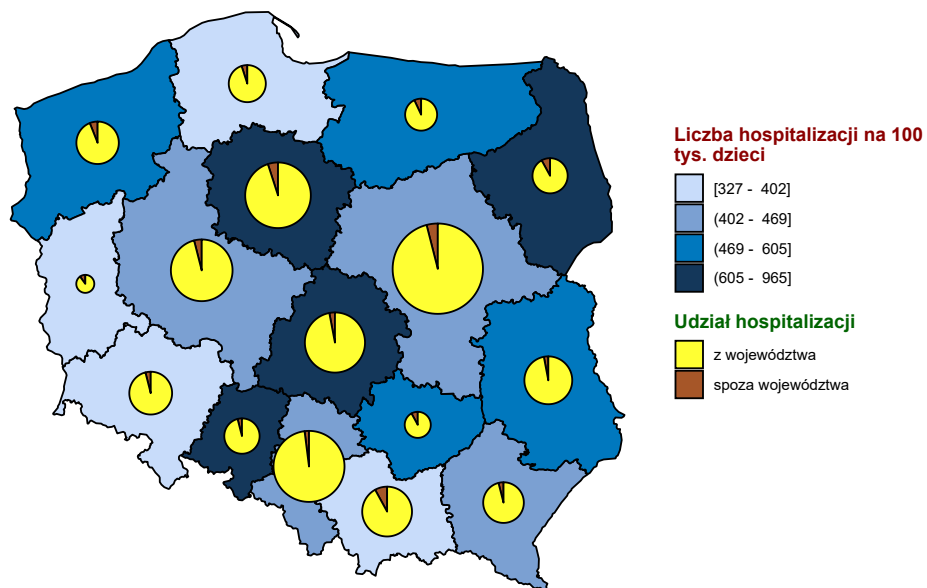 Liczba hospitalizacji na 100
tys. dzieci
[327 - 402]
(402 - 469]
(469 - 605]
(605 - 965]
Udział hospitalizacji
z województwa
spoza województwa